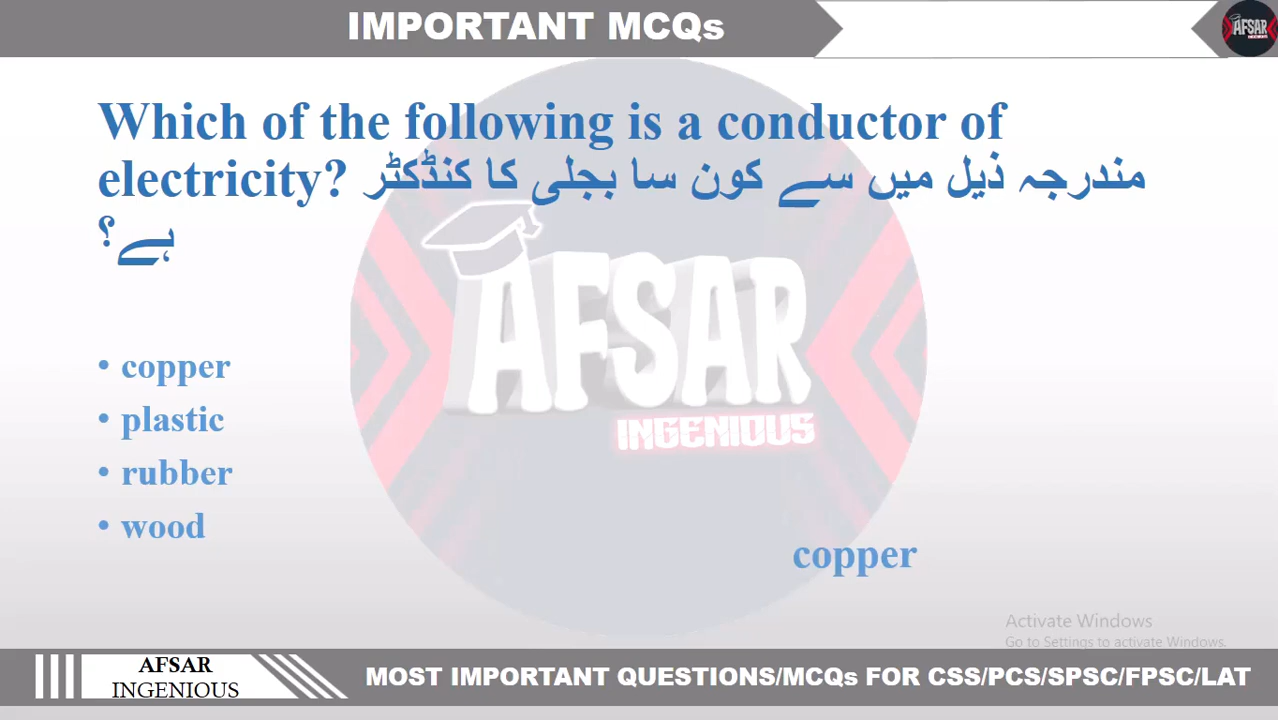 IMPORTANT MCQs
AFSAR
INGENIOUS
Which of the following is a conductor of
electricity? مندرجہ ذیل میں سے کون سا بجلی کا کنڈکٹر
ہے؟
AFSAR
INGENIOUS
• copper
• plastic
• rubber
• wood
copper
Activate Windows
Go to Settings to activate Windows.
AFSAR
INGENIOUS
MOST IMPORTANT QUESTIONS/MCQs FOR CSS/PCS/SPSC/FPSC/LAT